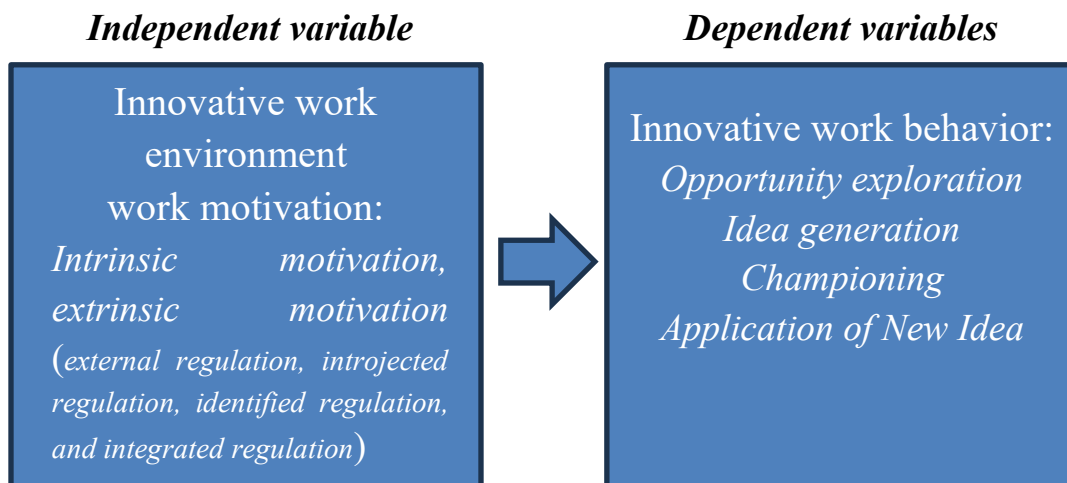 Independent variable
Innovative work
environment
work motivation:
Intrinsic motivation,
extrinsic motivation
(external regulation, introjected
regulation, identified regulation,
and integrated regulation)
Dependent variables
Innovative work behavior:
Opportunity exploration
Idea generation
Championing
Application of New Idea